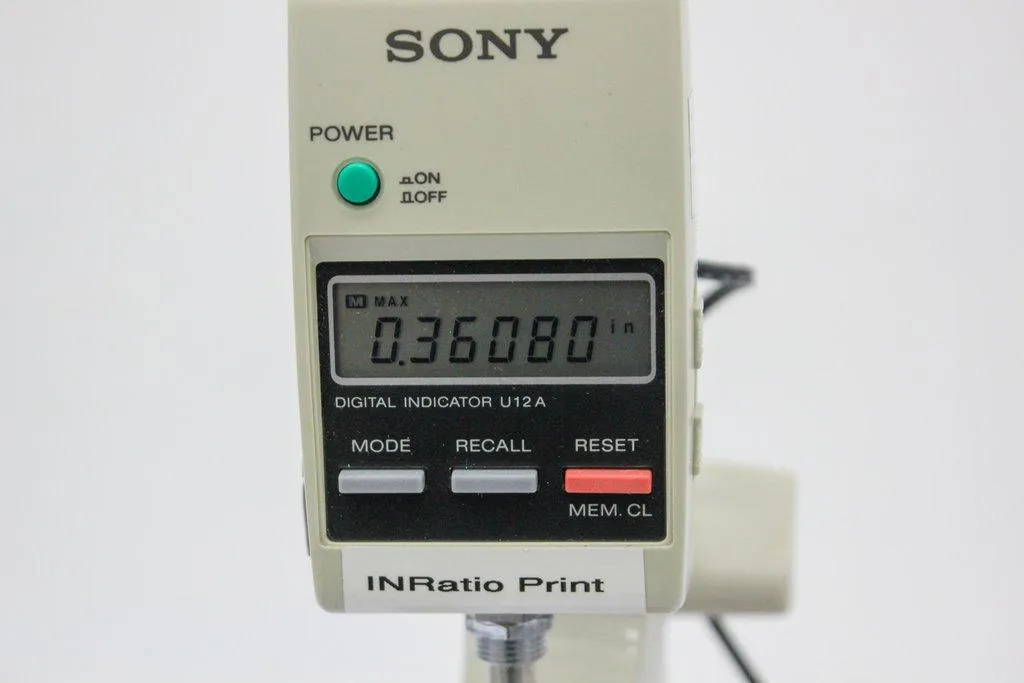 SONY
POWER
ON
OFF
M MAX
0.36080 in
DIGITAL INDICATOR U12A
MODE RECALL RESET
MEM. CL
INRatio Print